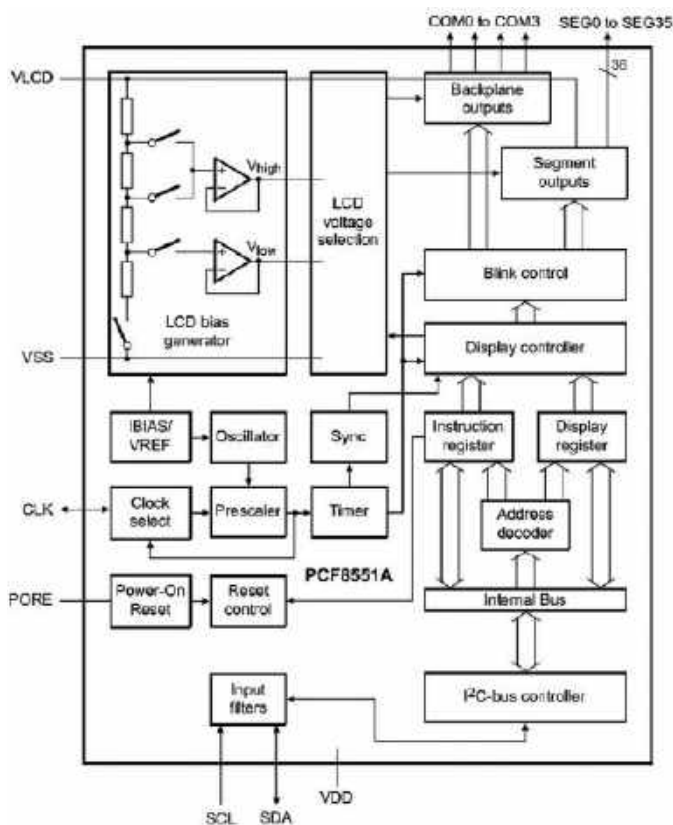 COM0 to COM3
SEG0 to SEG35
36
VLCD
Backplane
outputs
Vhigh
Segment
outputs
LCD
voltage
selection
Vlow
Blink control
LCD bias
generator
VSS
Display controller
IBIAS/
VREF
Oscillator
Sync
Instruction
register
Display
register
CLK
Clock
select
Prescaler
Timer
Address
decoder
PCF8551A
PORE
Power-On
Reset
Reset
control
Internal Bus
Input
filters
I²C-bus controller
VDD
SCL
SDA